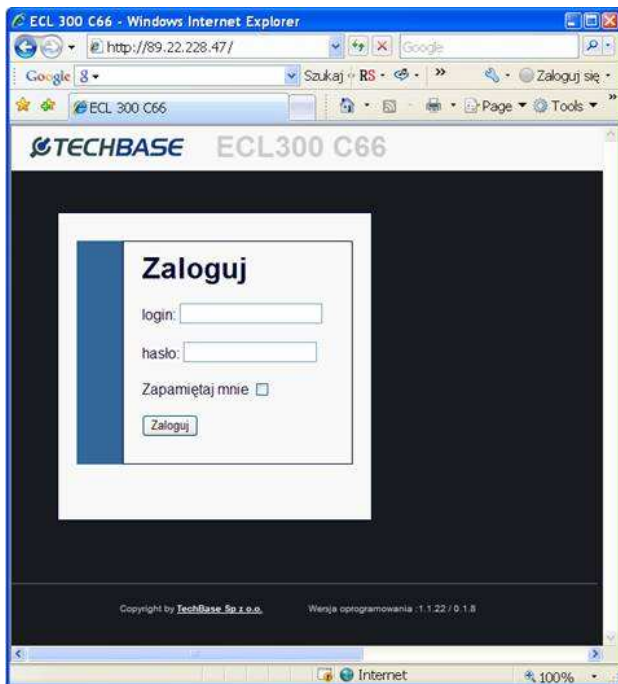 ECL 300 C66 - Windows Internet Explorer
http://89.22.228.47/ Google
Google Szukaj RS » Zaloguj się
ECL 300 C66 Page Tools »
TECHBASE ECL300 C66
Zaloguj
login:
hasło:
Zapamiętaj mnie
Zaloguj
Copyright by TechBase Sp z o.o. Wersja oprogramowania :1.1.22 / 0.1.8
Internet 100%